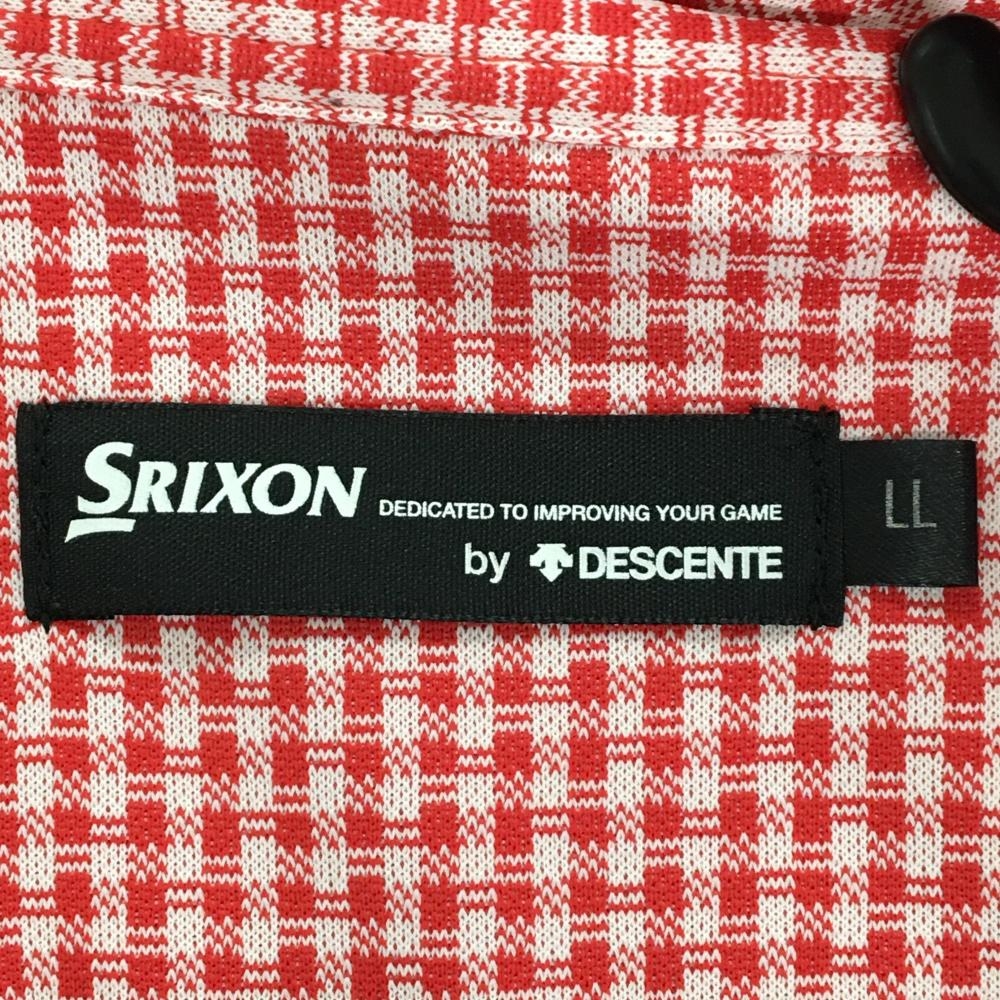 SRIXON DEDICATED TO IMPROVING YOUR GAME
by DESCENTE
LL